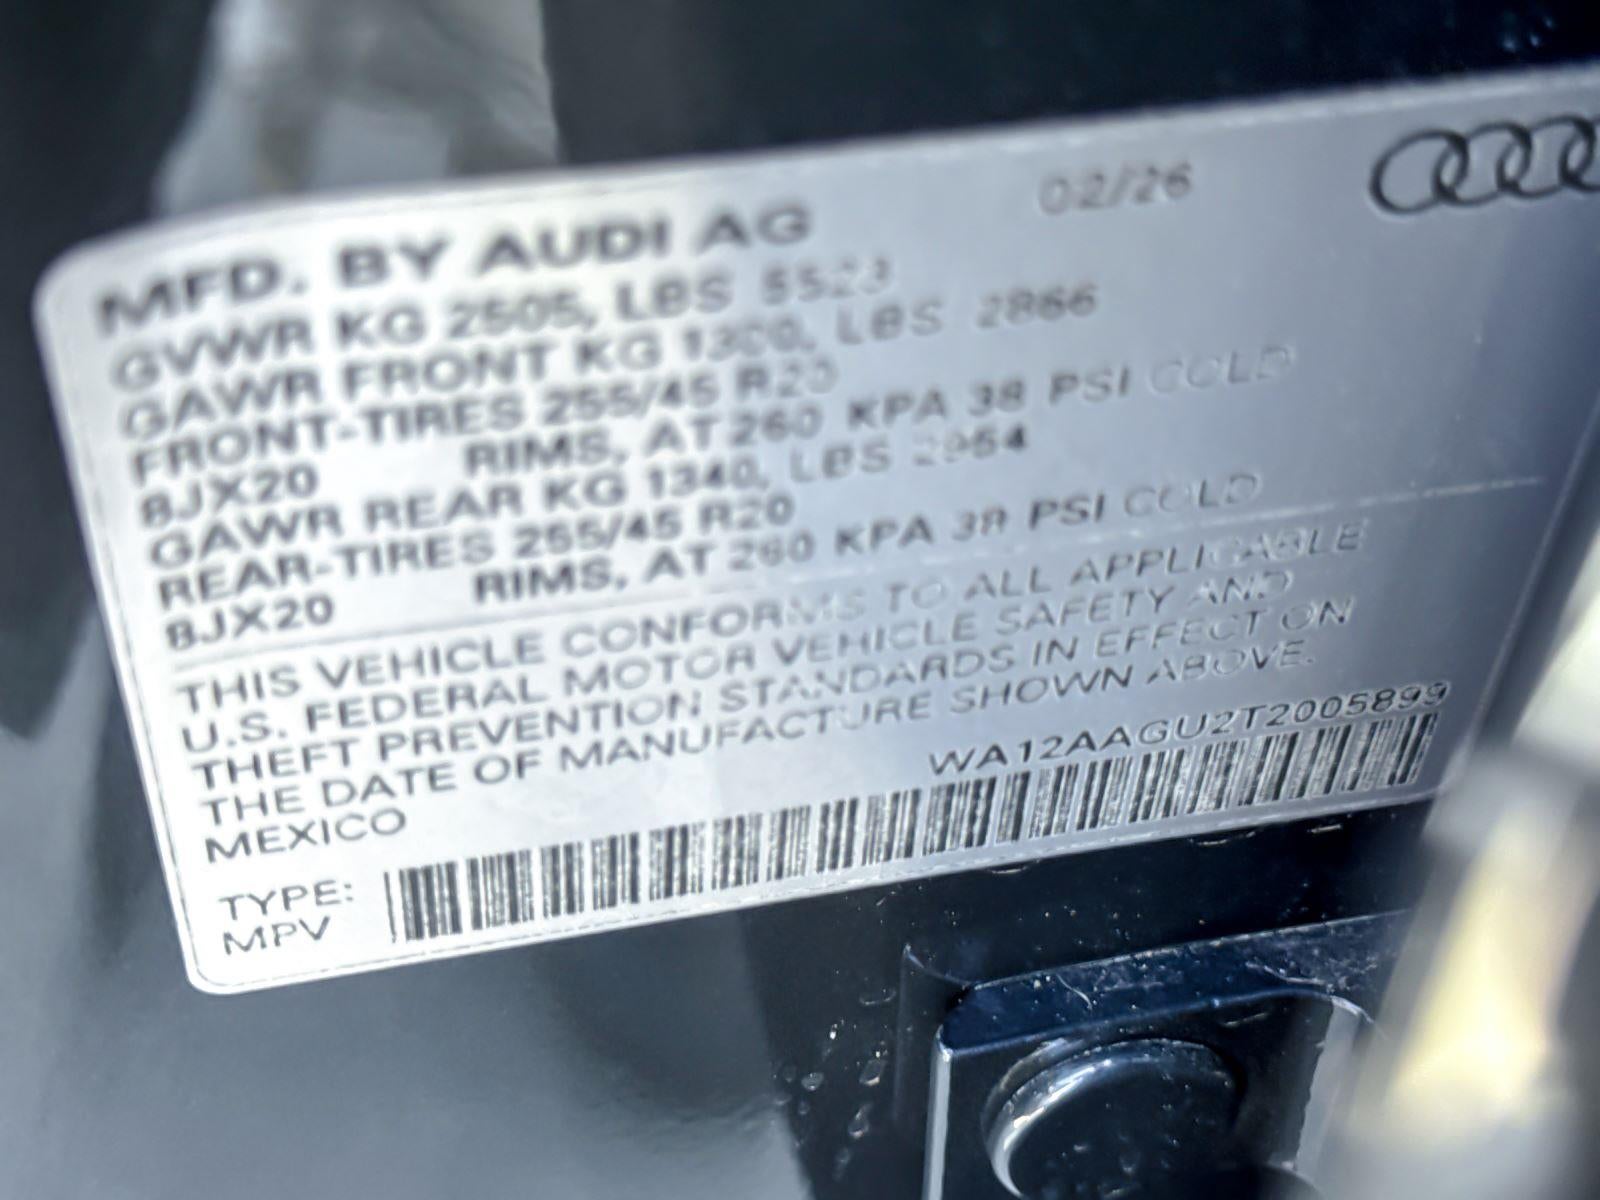 MFD. BY AUDI AG 02/26
GVWR KG 2505, LBS 5523
GAWR FRONT KG 1300, LBS 2866
FRONT-TIRES 255/45 R20
8JX20 RIMS, AT 260 KPA 38 PSI COLD
GAWR REAR KG 1340, LBS 2954
REAR-TIRES 255/45 R20
8JX20 RIMS, AT 260 KPA 38 PSI COLD
THIS VEHICLE CONFORMS TO ALL APPLICABLE
U.S. FEDERAL MOTOR VEHICLE SAFETY AND
THEFT PREVENTION STANDARDS IN EFFECT ON
THE DATE OF MANUFACTURE SHOWN ABOVE.
MEXICO WA12AAGU2T2005899
TYPE:
MPV